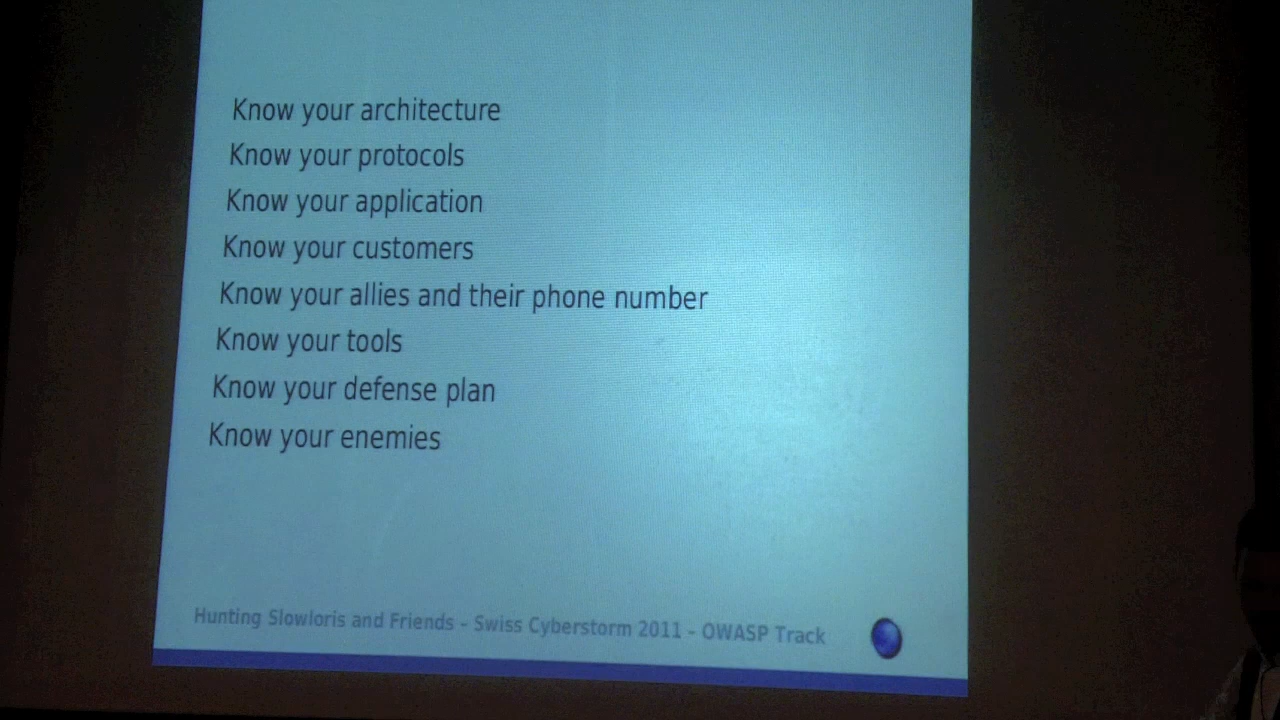 Know your architecture
Know your protocols
Know your application
Know your customers
Know your allies and their phone number
Know your tools
Know your defense plan
Know your enemies
Hunting Slowloris and Friends - Swiss Cyberstorm 2011 - OWASP Track